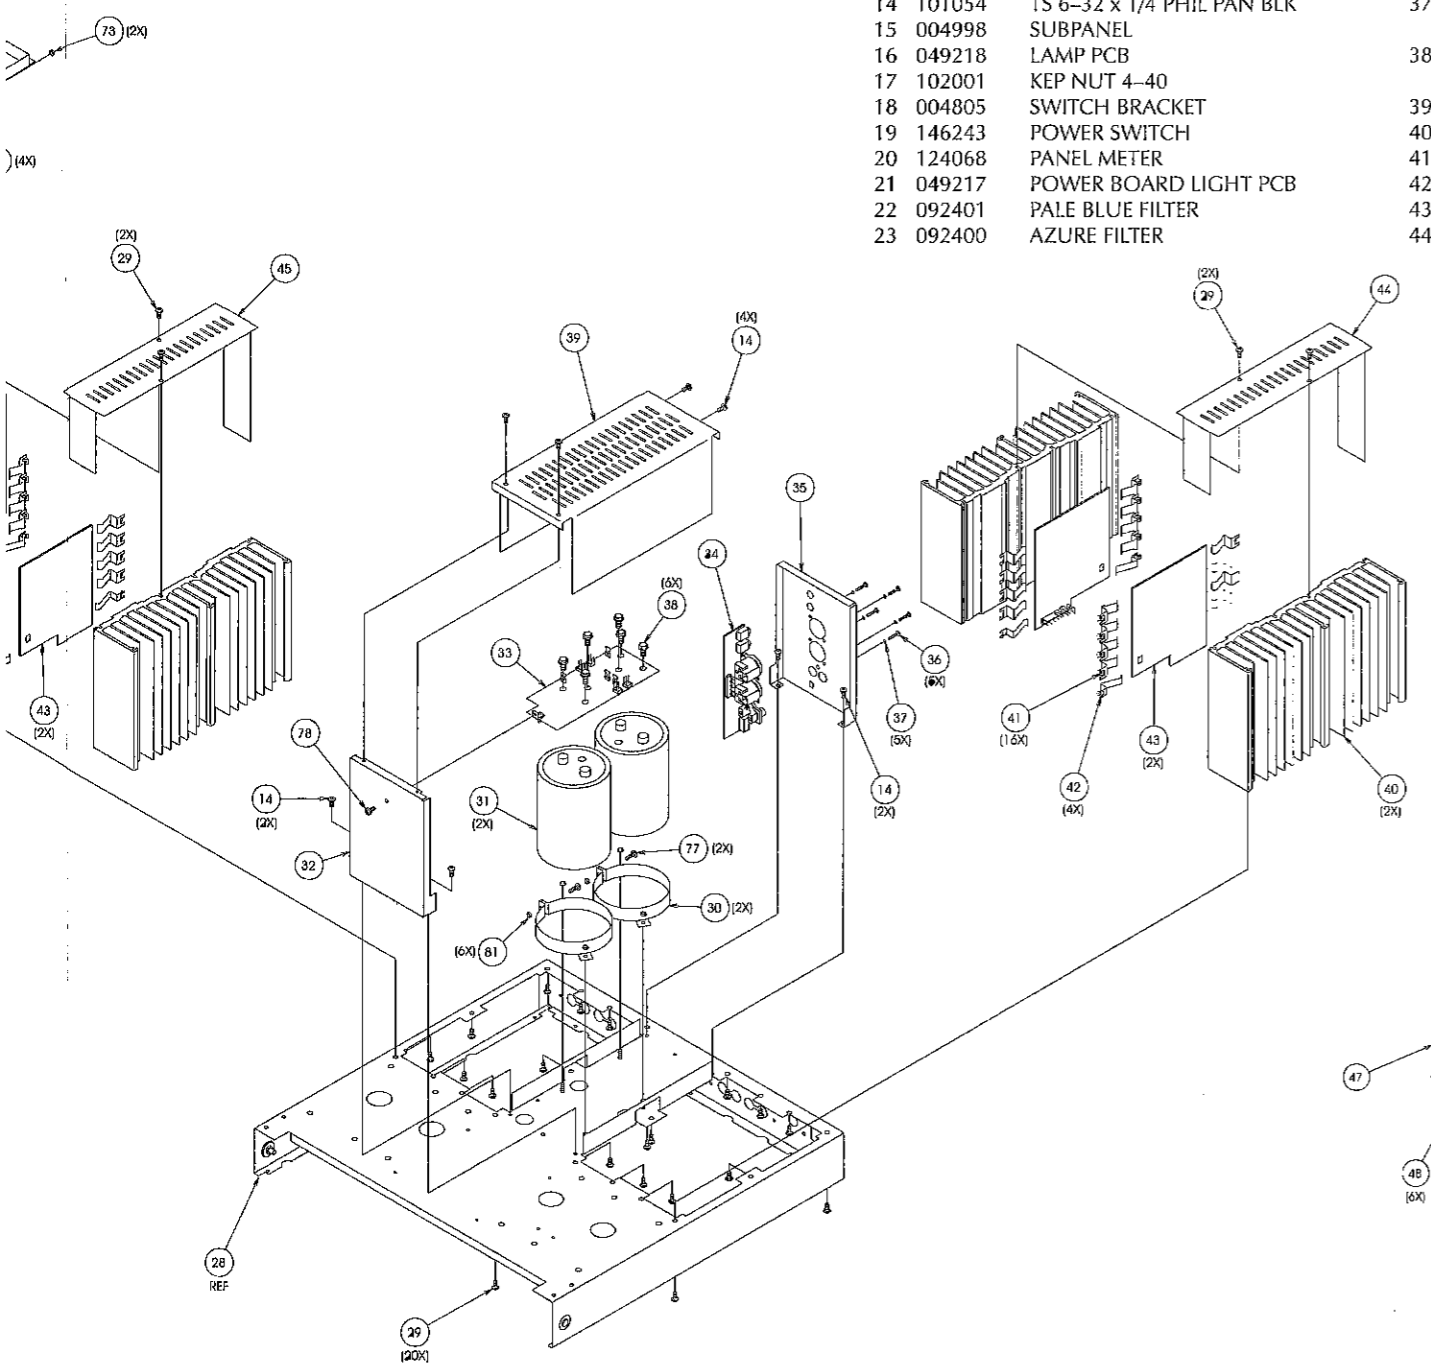 14 101054 TS 6-32 x 1/4 PHIL PAN BLK 37
15 004998 SUBPANEL
16 049218 LAMP PCB 38
17 102001 KEP NUT 4-40
18 004805 SWITCH BRACKET 39
19 146243 POWER SWITCH 40
20 124068 PANEL METER 41
21 049217 POWER BOARD LIGHT PCB 42
22 092401 PALE BLUE FILTER 43
23 092400 AZURE FILTER 44
73 (2X)
(4X)
(2X)
29
45
39
(4X)
14
(2X)
29
44
35
34
(6X)
38
33
36
(6X)
37
(5X)
43
(2X)
78
14
(2X)
32
31
(2X)
77 (2X)
30 (2X)
(6X) 81
14
(2X)
41
(16X)
42
(4X)
43
(2X)
40
(2X)
47
48
(6X)
28
REF
29
(20X)